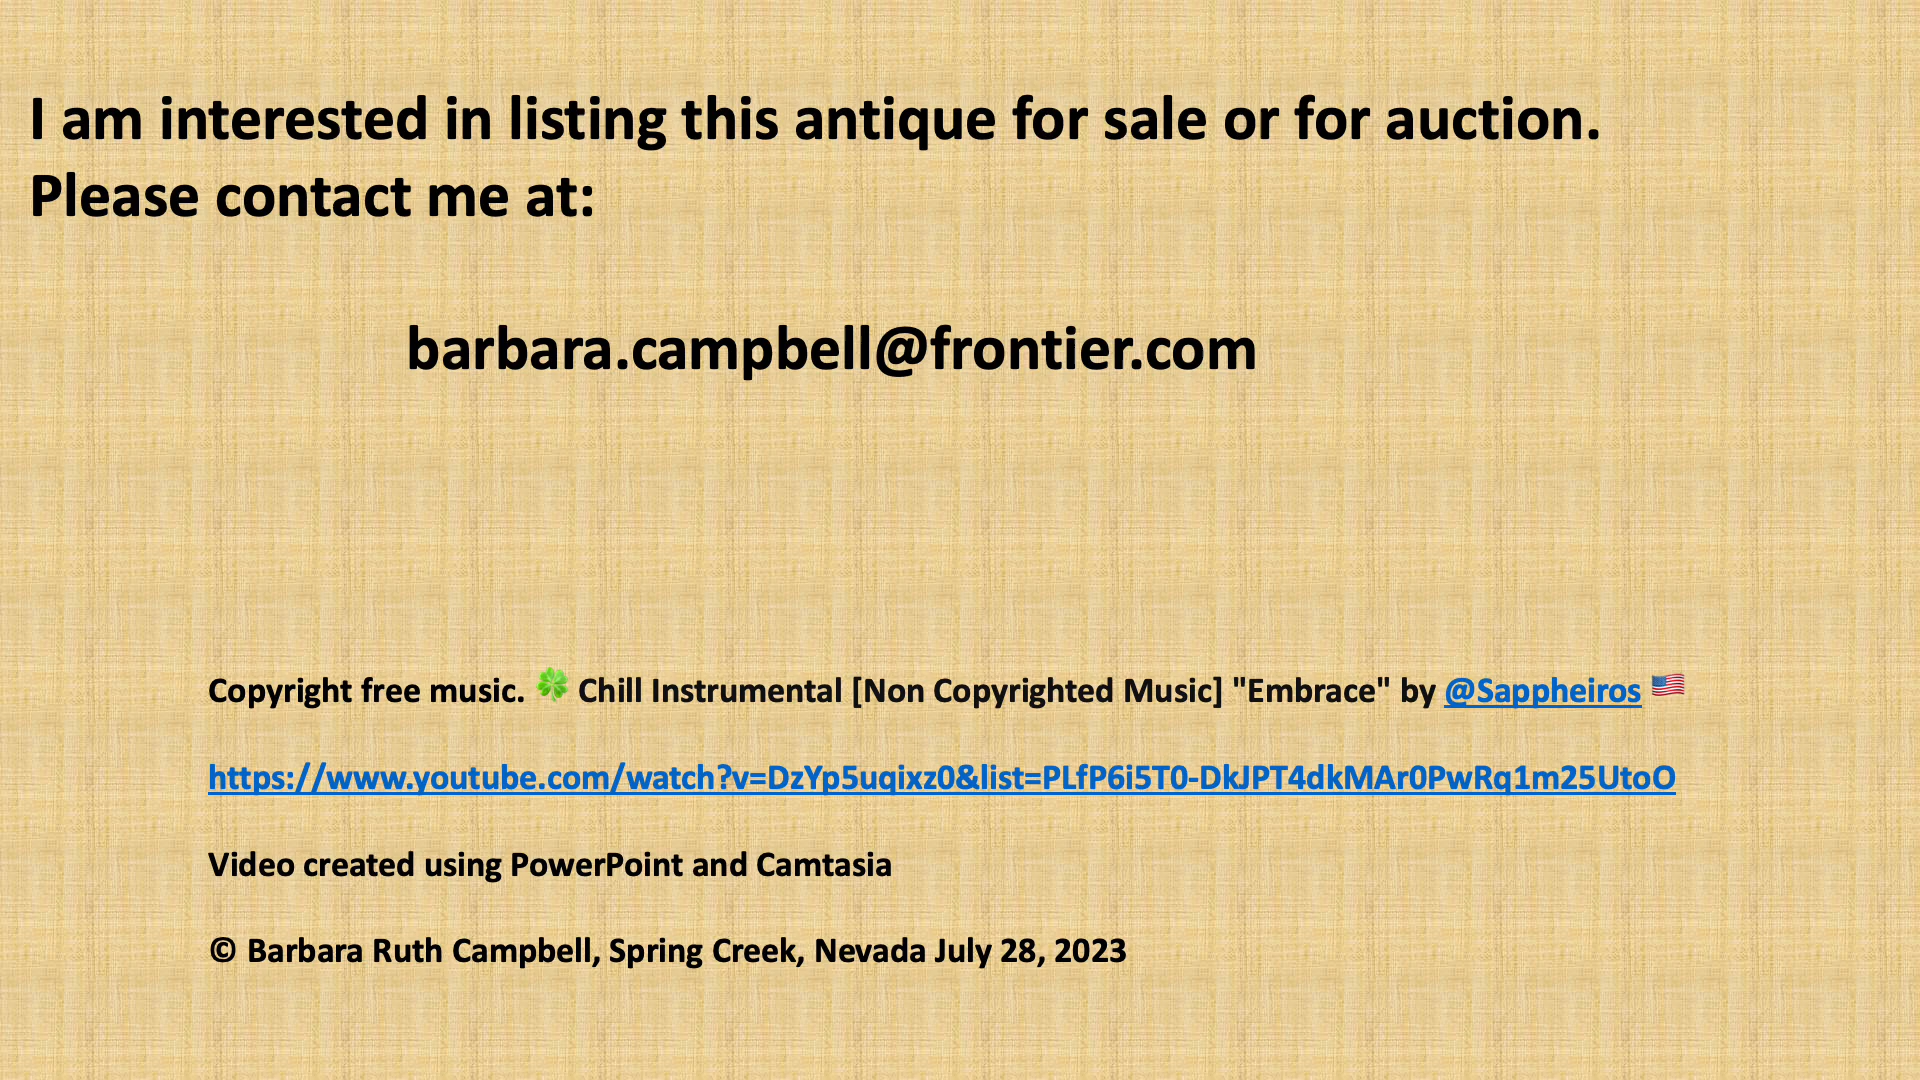 I am interested in listing this antique for sale or for auction.
Please contact me at:
barbara.campbell@frontier.com
Copyright free music. 🍀 Chill Instrumental [Non Copyrighted Music] "Embrace" by @Sappheiros 🇺🇸
https://www.youtube.com/watch?v=DzYp5uqixz0&list=PLfP6i5T0-DkJPT4dkMAr0PwRq1m25UtoO
Video created using PowerPoint and Camtasia
© Barbara Ruth Campbell, Spring Creek, Nevada July 28, 2023